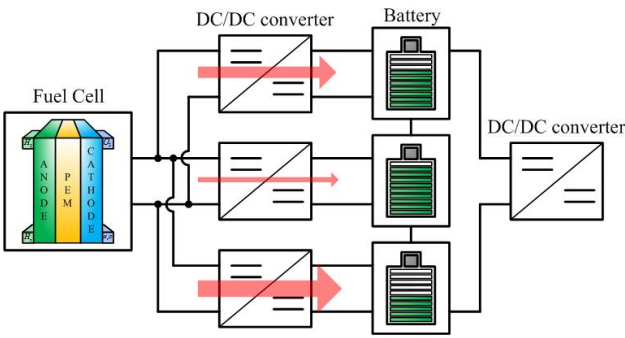 DC/DC converter
Battery
Fuel Cell
DC/DC converter
ANODE
PEM
CATHODE